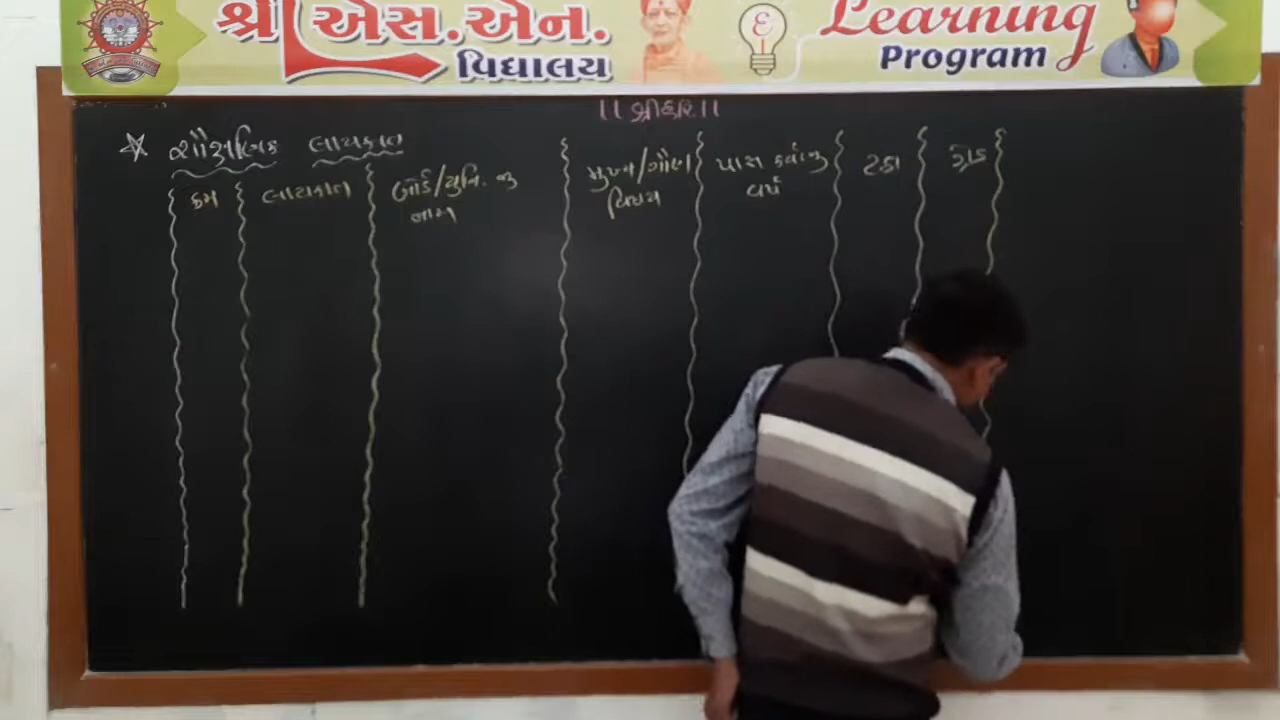 શ્રી એસ.એન.
વિદ્યાલય
Learning
Program
।। શ્રીહરિ ।।
☆ શૈક્ષણિક લાયકાત
ક્રમ
લાયકાત
બોર્ડ/યુનિ. નુ
નામ
મુખ્ય/ગૌણ
વિષય
પાસ કર્યાનુ
વર્ષ
ટકા
ગ્રેડ